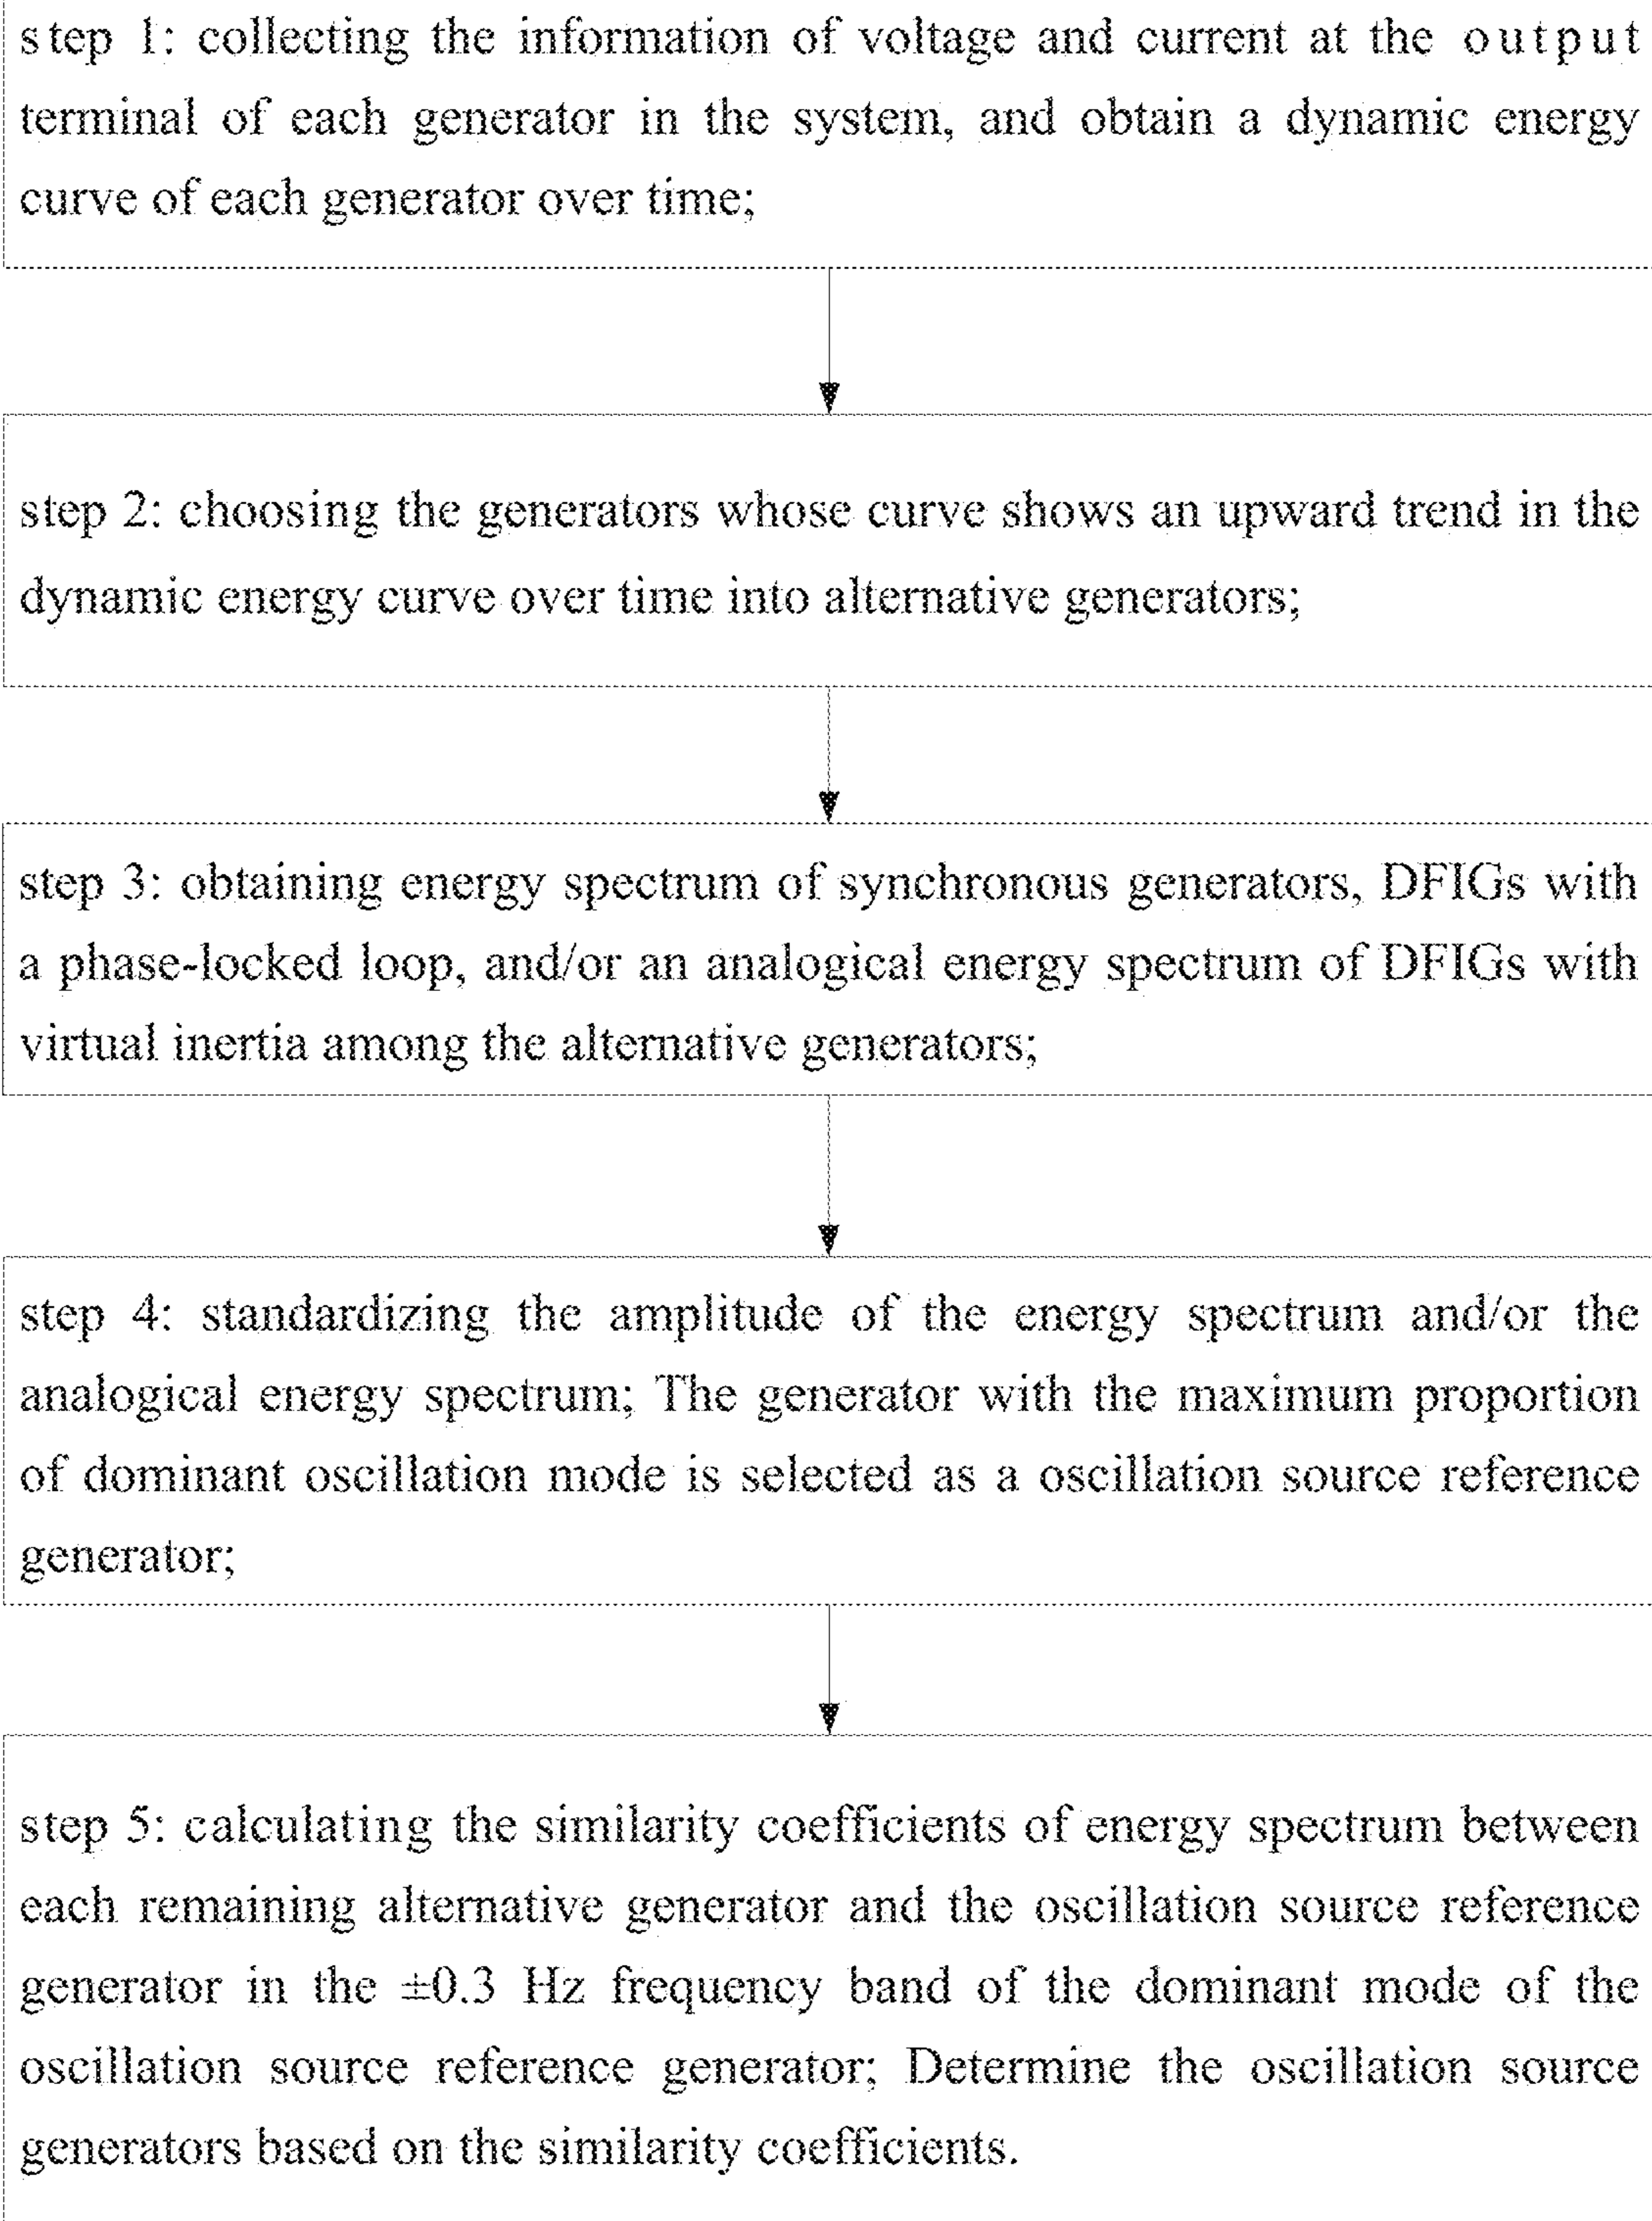 step 1: collecting the information of voltage and current at the output
terminal of each generator in the system, and obtain a dynamic energy
curve of each generator over time;
step 2: choosing the generators whose curve shows an upward trend in the
dynamic energy curve over time into alternative generators;
step 3: obtaining energy spectrum of synchronous generators, DFIGs with
a phase-locked loop, and/or an analogical energy spectrum of DFIGs with
virtual inertia among the alternative generators;
step 4: standardizing the amplitude of the energy spectrum and/or the
analogical energy spectrum; The generator with the maximum proportion
of dominant oscillation mode is selected as a oscillation source reference
generator;
step 5: calculating the similarity coefficients of energy spectrum between
each remaining alternative generator and the oscillation source reference
generator in the ±0.3 Hz frequency band of the dominant mode of the
oscillation source reference generator; Determine the oscillation source
generators based on the similarity coefficients.